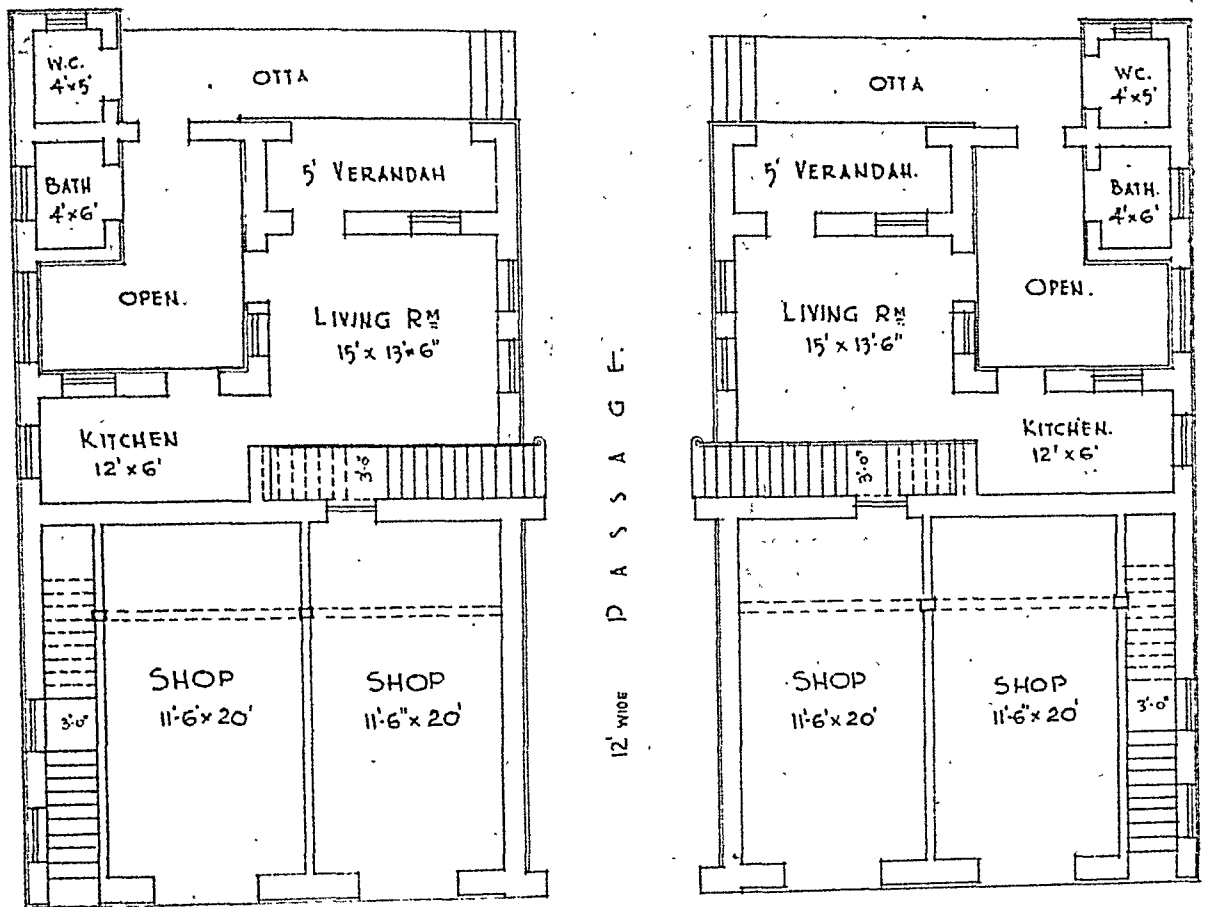 W.C.
4'x5'
OTTA
BATH
4'x6'
5' VERANDAH
OPEN.
LIVING RM
15' x 13'-6"
KITCHEN
12' x 6'
3'-0"
SHOP
11'-6" x 20'
SHOP
11'-6" x 20'
3'-0"
12' WIDE PASSAGE.
OTTA
WC.
4'x5'
5' VERANDAH.
BATH.
4'x6'
LIVING RM
15' x 13'-6"
OPEN.
KITCHEN.
12' x 6'
3'-0"
SHOP
11'-6" x 20'
SHOP
11'-6" x 20'
3'-0"